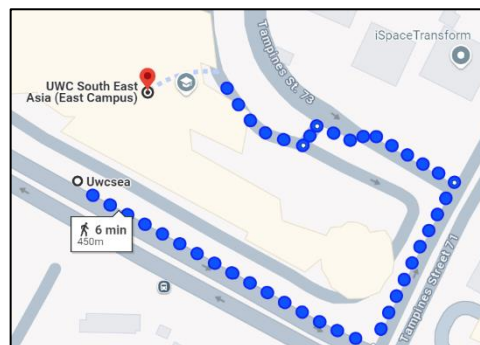 iSpaceTransform
Tampines St. 73
UWC South East
Asia (East Campus)
Uwcsea
6 min
450m
Tampines Street 71